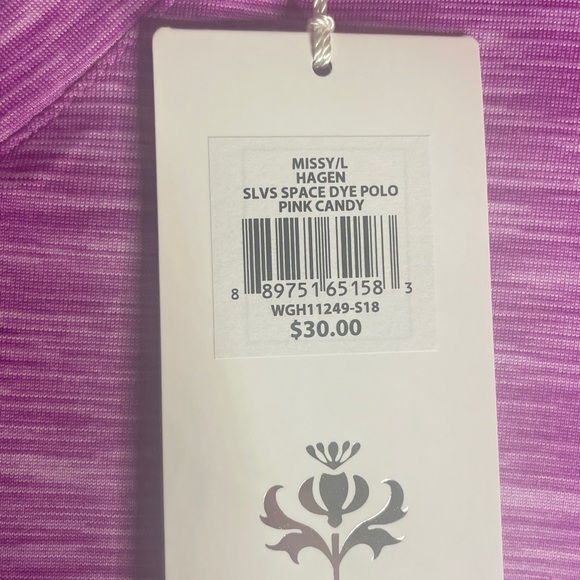 MISSY/L
HAGEN
SLVS SPACE DYE POLO
PINK CANDY
8 89751 65158 3
WGH11249-S18
$30.00